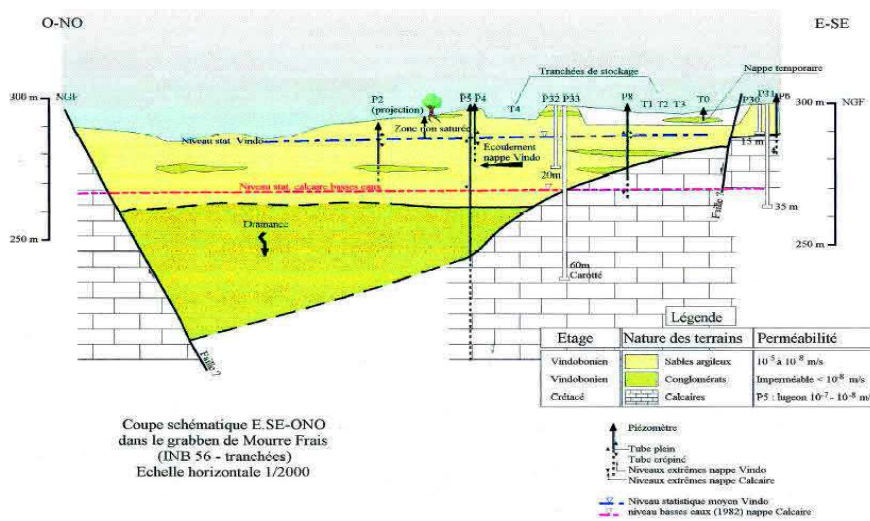 O-NO
E-SE
Nappe temporaire
Tranchées de stockage
300 m
NGF
P2
(projection)
P5
P4
T4
P32
P33
P8
T1 T2 T3
T0
P30
P31
P6
300 m
NGF
Zone non saturée
Niveau stat. Vindo
Ecoulement
nappe Vindo
15 m
20m
Niveau stat. calcaire basses eaux
35 m
Faille ?
250 m
250 m
Drainance
60m
Carotté
Faille ?
Légende
Etage
Nature des terrains
Perméabilité
Vindobonien
Sables argileux
10⁻⁵ à 10⁻⁸ m/s
Vindobonien
Conglomérats
Imperméable < 10⁻⁸ m/s
Crétacé
Calcaires
P5 : lugeon 10⁻⁷ - 10⁻⁸ m/s
Coupe schématique E.SE-ONO
dans le grabben de Mourre Frais
(INB 56 - tranchées)
Echelle horizontale 1/2000
Piézomètre
Tube plein
Tube crépiné
Niveaux extrêmes nappe Vindo
Niveaux extrêmes nappe Calcaire
Niveau statistique moyen Vindo
niveau basses eaux (1982) nappe Calcaire